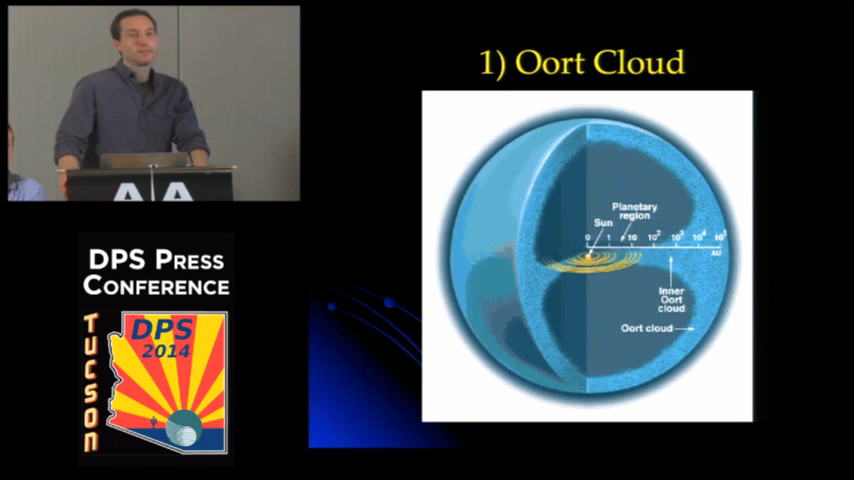 1) Oort Cloud
Planetary
region
Sun
0 1 10 10² 10³ 10⁴ 10⁵
AU
Inner
Oort
cloud
Oort cloud
DPS PRESS
CONFERENCE
TUCSON
DPS
2014